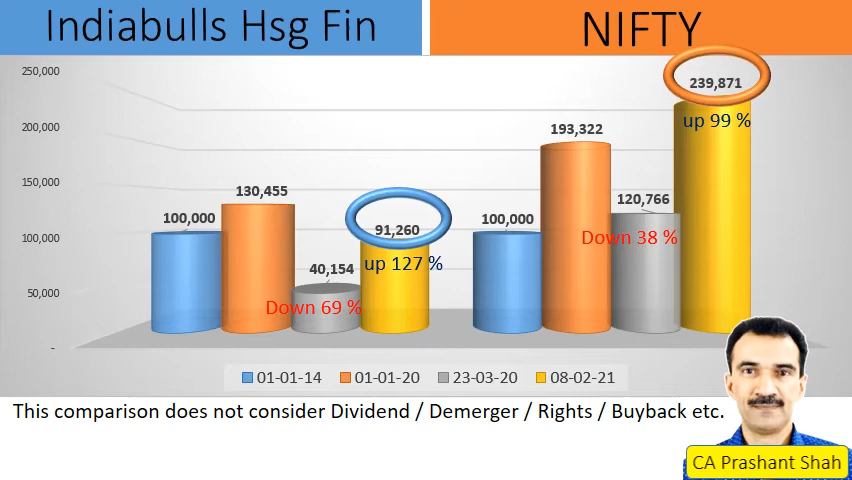 Indiabulls Hsg Fin
NIFTY
250,000
200,000
150,000
100,000
50,000
-
100,000
130,455
40,154
Down 69 %
91,260
up 127 %
100,000
193,322
120,766
Down 38 %
239,871
up 99 %
01-01-14 01-01-20 23-03-20 08-02-21
This comparison does not consider Dividend / Demerger / Rights / Buyback etc.
CA Prashant Shah